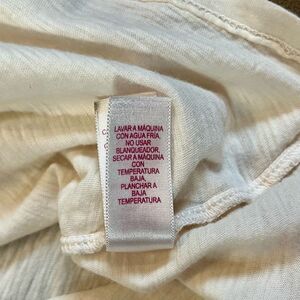 LAVAR A MÁQUINA
CON AGUA FRÍA,
NO USAR
BLANQUEADOR,
SECAR A MÁQUINA
CON
TEMPERATURA
BAJA,
PLANCHAR A
BAJA
TEMPERATURA